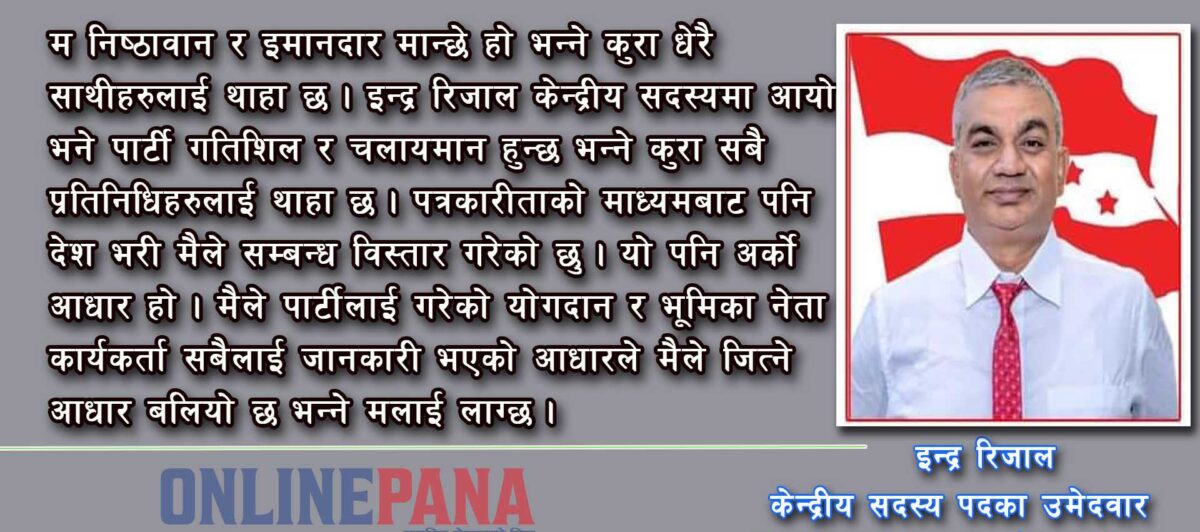 म निष्ठावान र इमानदार मान्छे हो भन्ने कुरा धेरै
साथीहरुलाई थाहा छ । इन्द्र रिजाल केन्द्रीय सदस्यमा आयो
भने पार्टी गतिशिल र चलायमान हुन्छ भन्ने कुरा सबै
प्रतिनिधिहरुलाई थाहा छ । पत्रकारीताको माध्यमबाट पनि
देश भरी मैले सम्बन्ध विस्तार गरेको छु । यो पनि अर्को
आधार हो । मैले पार्टीलाई गरेको योगदान र भूमिका नेता
कार्यकर्ता सबैलाई जानकारी भएको आधारले मैले जित्ने
आधार बलियो छ भन्ने मलाई लाग्छ ।
इन्द्र रिजाल
केन्द्रीय सदस्य पदका उमेदवार
ONLINEPANA